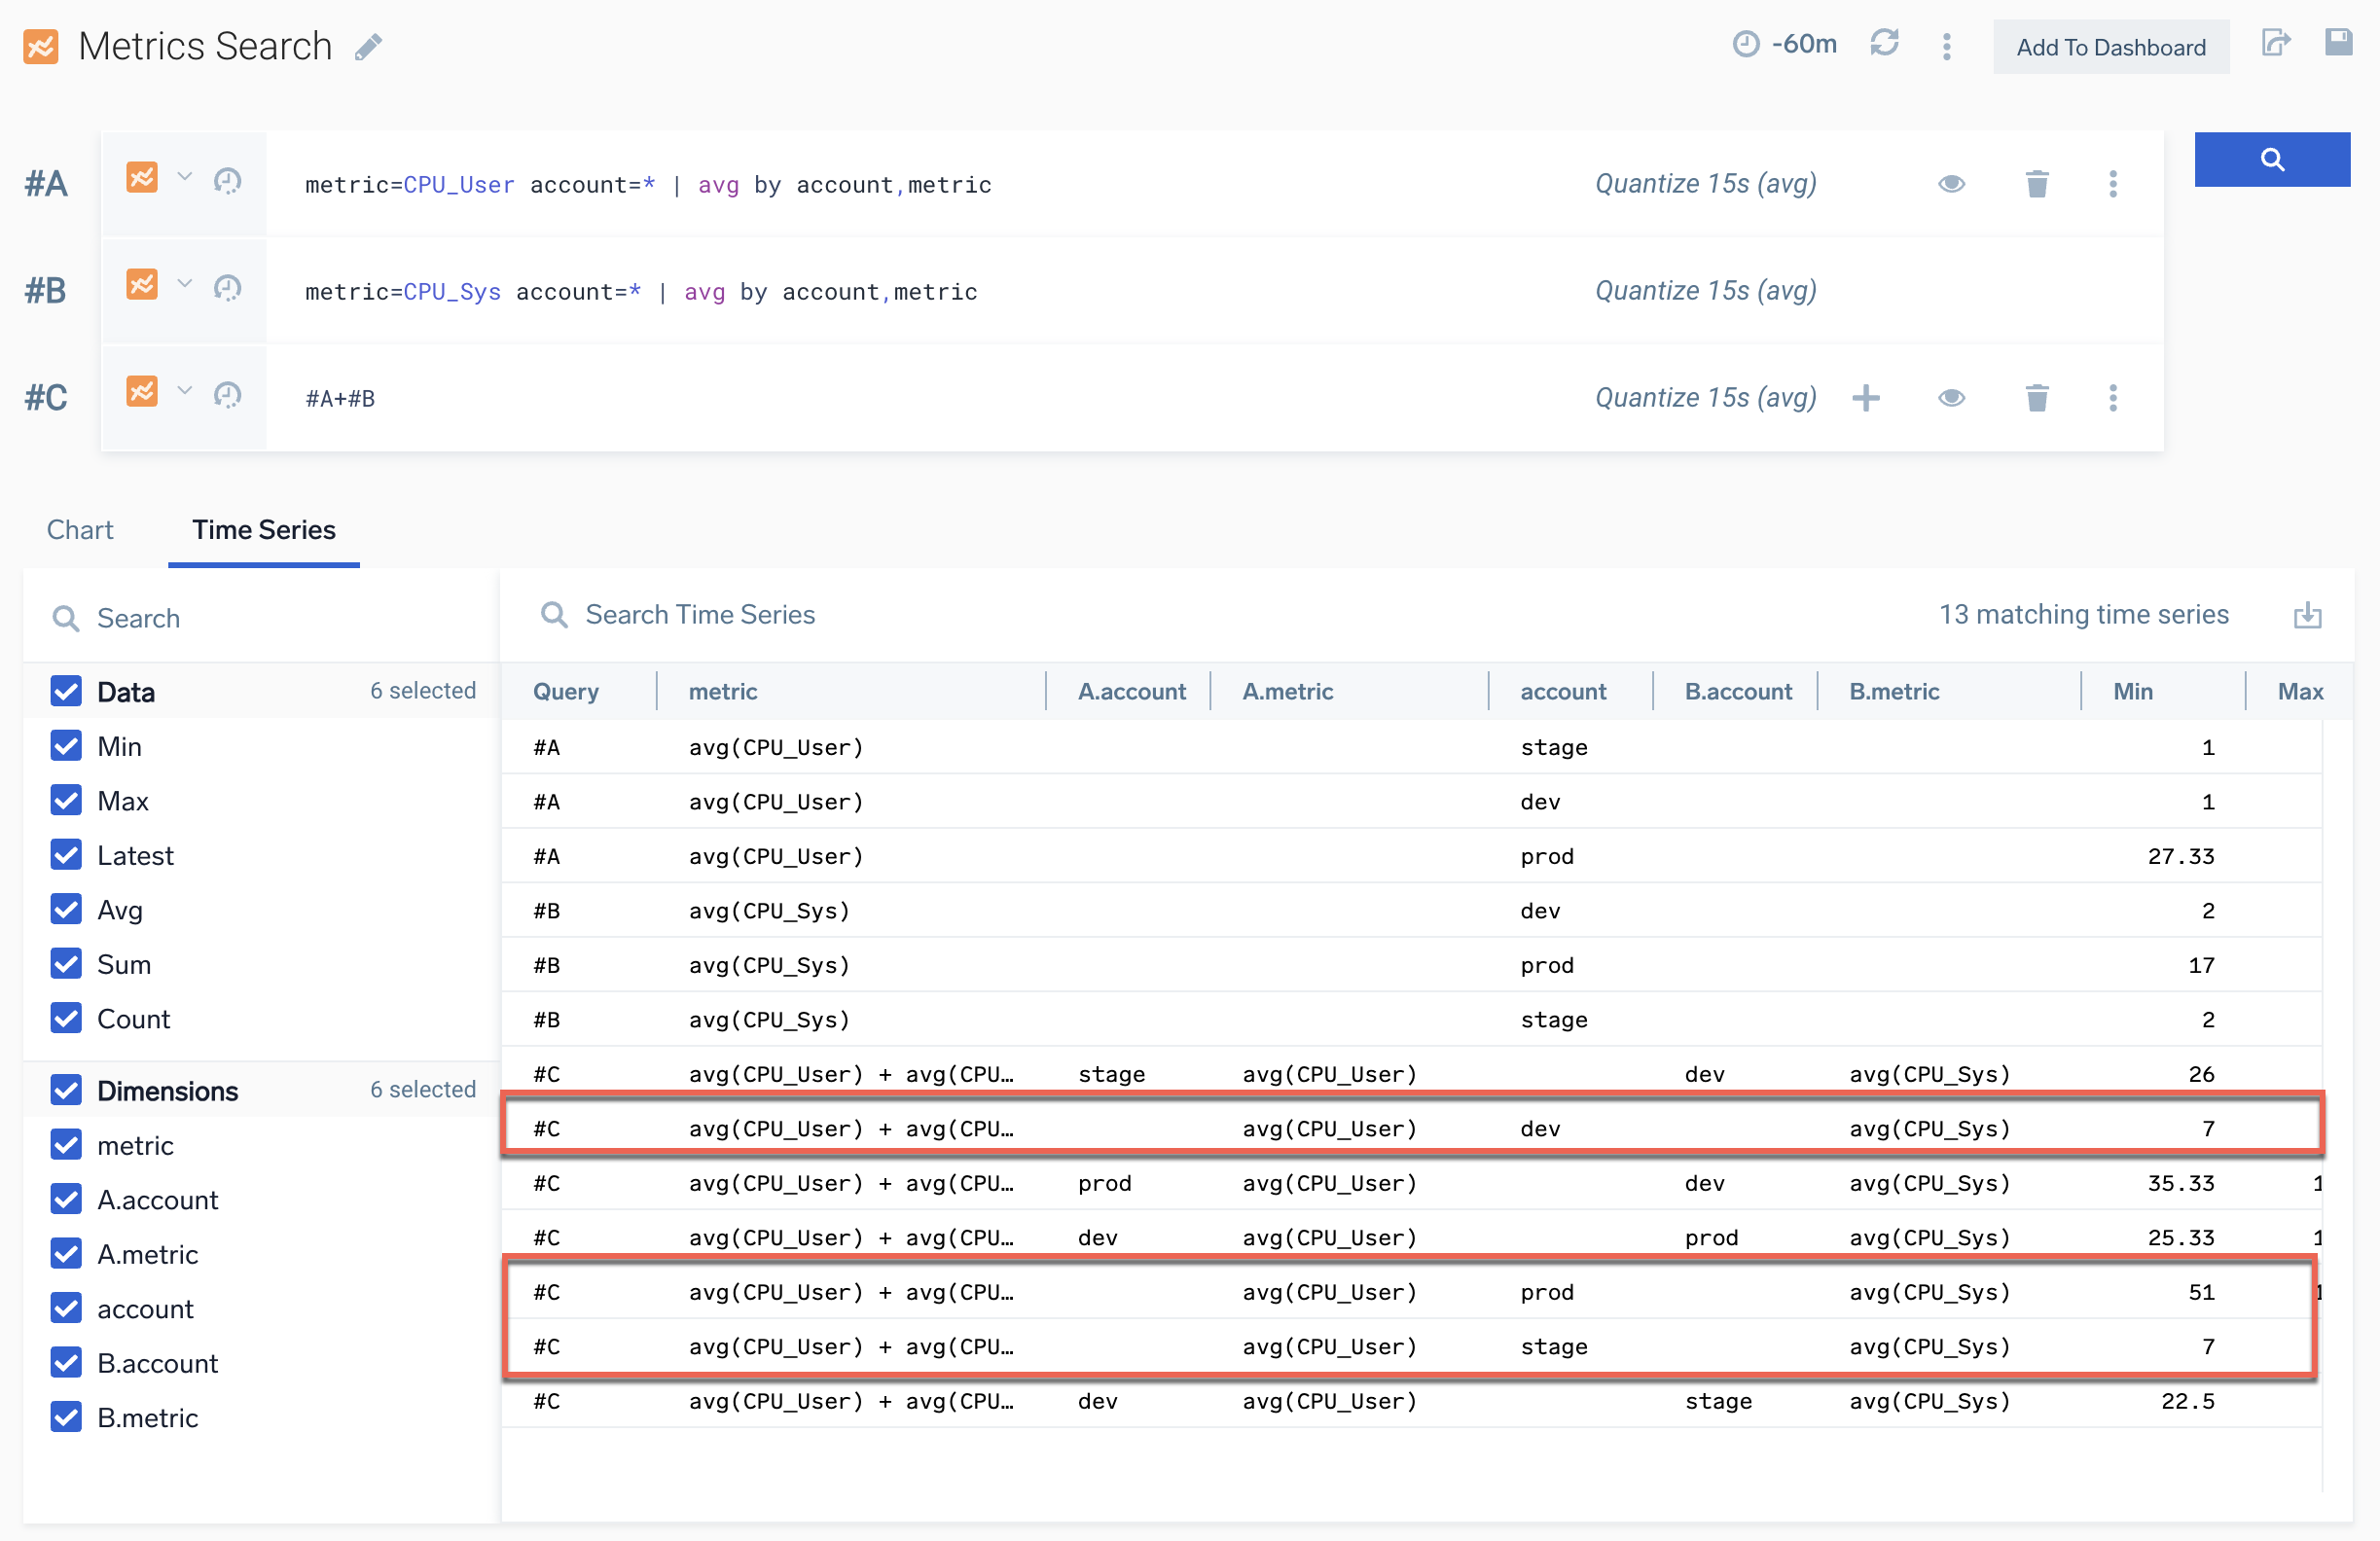 Metrics Search
-60m
Add To Dashboard
#A metric=CPU_User account=* | avg by account,metric Quantize 15s (avg)
#B metric=CPU_Sys account=* | avg by account,metric Quantize 15s (avg)
#C #A+#B Quantize 15s (avg)
Chart Time Series
Search
Data 6 selected
Min
Max
Latest
Avg
Sum
Count
Dimensions 6 selected
metric
A.account
A.metric
account
B.account
B.metric
Search Time Series 13 matching time series
Query metric A.account A.metric account B.account B.metric Min Max
#A avg(CPU_User) stage 1
#A avg(CPU_User) dev 1
#A avg(CPU_User) prod 27.33
#B avg(CPU_Sys) dev 2
#B avg(CPU_Sys) prod 17
#B avg(CPU_Sys) stage 2
#C avg(CPU_User) + avg(CPU… stage avg(CPU_User) dev avg(CPU_Sys) 26
#C avg(CPU_User) + avg(CPU… avg(CPU_User) dev avg(CPU_Sys) 7
#C avg(CPU_User) + avg(CPU… prod avg(CPU_User) dev avg(CPU_Sys) 35.33
#C avg(CPU_User) + avg(CPU… dev avg(CPU_User) prod avg(CPU_Sys) 25.33
#C avg(CPU_User) + avg(CPU… avg(CPU_User) prod avg(CPU_Sys) 51
#C avg(CPU_User) + avg(CPU… avg(CPU_User) stage avg(CPU_Sys) 7
#C avg(CPU_User) + avg(CPU… dev avg(CPU_User) stage avg(CPU_Sys) 22.5